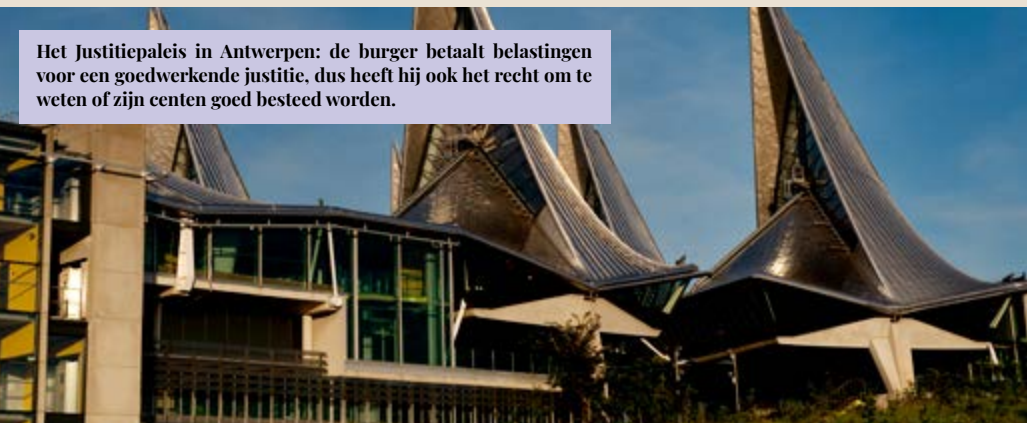 Het Justitiepaleis in Antwerpen: de burger betaalt belastingen
voor een goedwerkende justitie, dus heeft hij ook het recht om te
weten of zijn centen goed besteed worden.